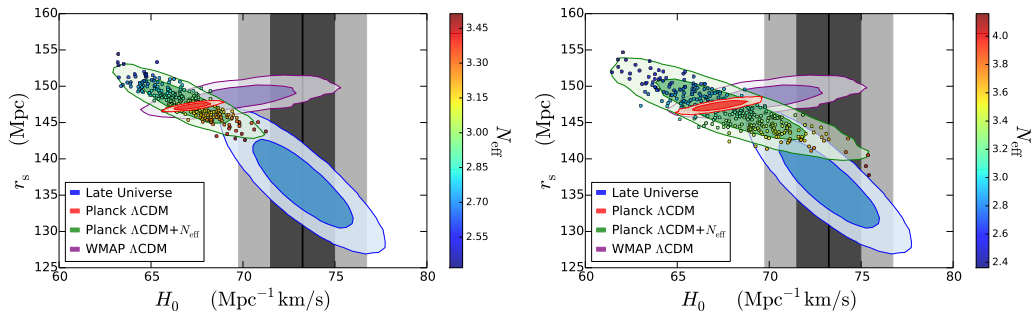 160
155
150
145
140
135
130
125
r_s (Mpc)
Late Universe
Planck ΛCDM
Planck ΛCDM+N_eff
WMAP ΛCDM
60 65 70 75 80
H_0 (Mpc⁻¹ km/s)
3.45
3.30
3.15
3.00
2.85
2.70
2.55
N_eff
160
155
150
145
140
135
130
125
r_s (Mpc)
Late Universe
Planck ΛCDM
Planck ΛCDM+N_eff
WMAP ΛCDM
60 65 70 75 80
H_0 (Mpc⁻¹ km/s)
4.0
3.8
3.6
3.4
3.2
3.0
2.8
2.6
2.4
N_eff